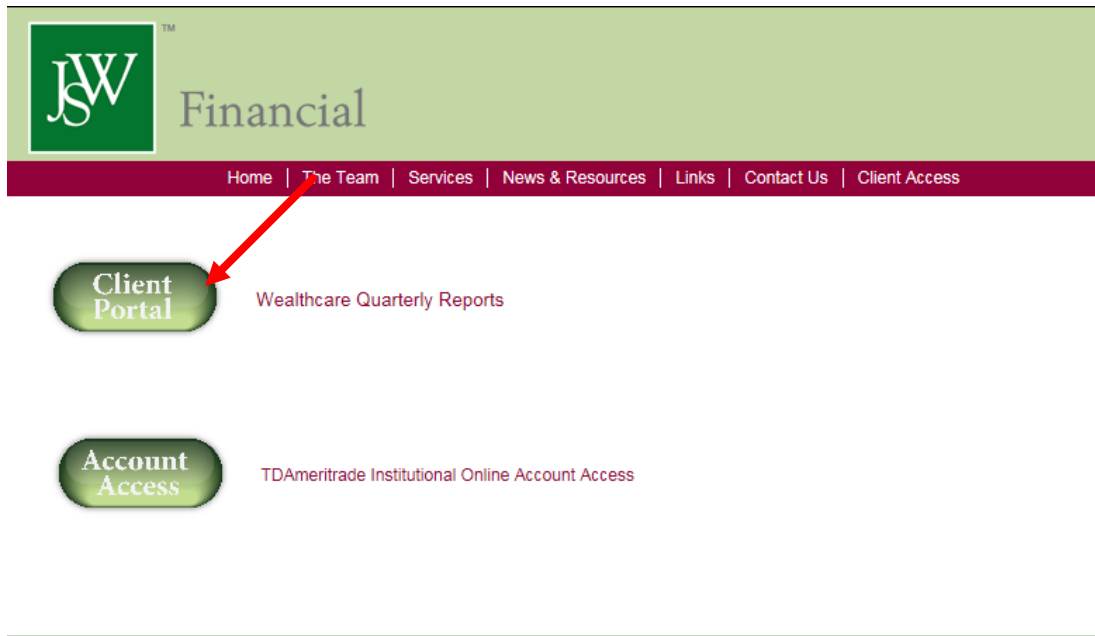 JSW
TM
Financial
Home | The Team | Services | News & Resources | Links | Contact Us | Client Access
Client
Portal
Wealthcare Quarterly Reports
Account
Access
TDAmeritrade Institutional Online Account Access